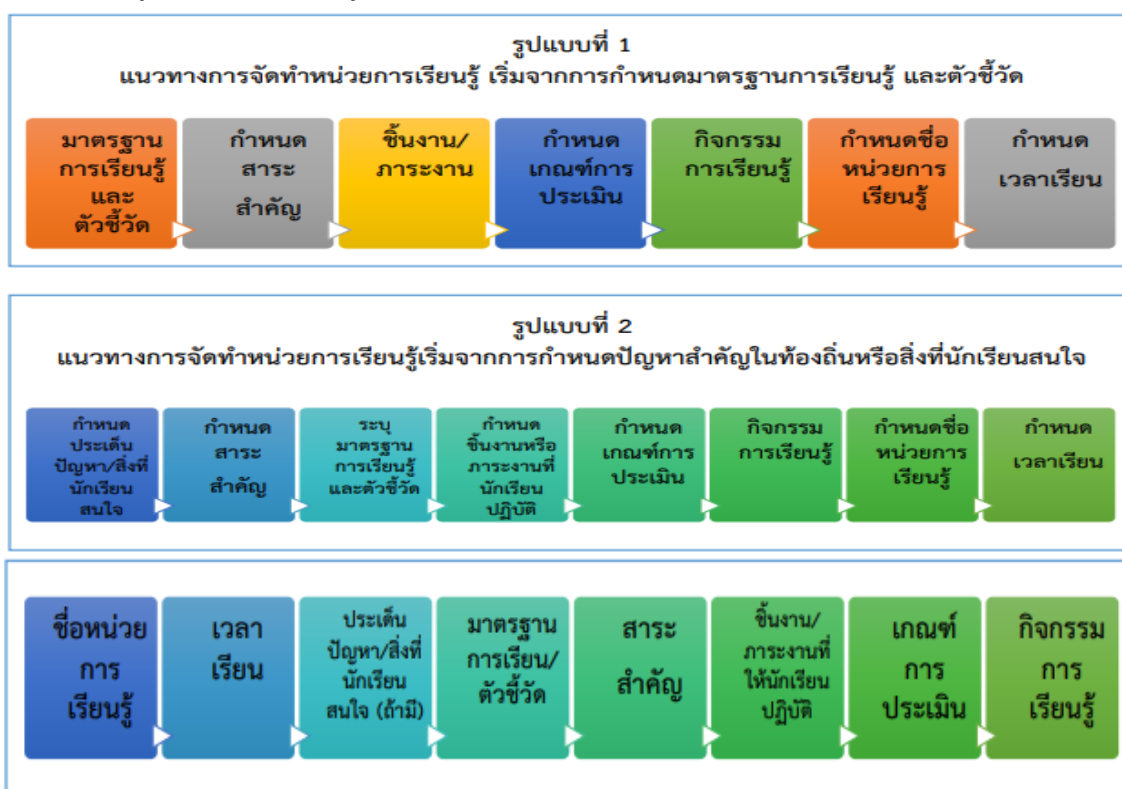 รูปแบบที่ 1
แนวทางการจัดทำหน่วยการเรียนรู้ เริ่มจากการกำหนดมาตรฐานการเรียนรู้ และตัวชี้วัด
มาตรฐาน
การเรียนรู้
และ
ตัวชี้วัด
กำหนด
สาระ
สำคัญ
ชิ้นงาน/
ภาระงาน
กำหนด
เกณฑ์การ
ประเมิน
กิจกรรม
การเรียนรู้
กำหนดชื่อ
หน่วยการ
เรียนรู้
กำหนด
เวลาเรียน
รูปแบบที่ 2
แนวทางการจัดทำหน่วยการเรียนรู้เริ่มจากการกำหนดปัญหาสำคัญในท้องถิ่นหรือสิ่งที่นักเรียนสนใจ
กำหนด
ประเด็น
ปัญหา/สิ่งที่
นักเรียน
สนใจ
กำหนด
สาระ
สำคัญ
ระบุ
มาตรฐาน
การเรียนรู้
และตัวชี้วัด
กำหนด
ชิ้นงานหรือ
ภาระงานที่
นักเรียน
ปฏิบัติ
กำหนด
เกณฑ์การ
ประเมิน
กิจกรรม
การเรียนรู้
กำหนดชื่อ
หน่วยการ
เรียนรู้
กำหนด
เวลาเรียน
ชื่อหน่วย
การ
เรียนรู้
เวลา
เรียน
ประเด็น
ปัญหา/สิ่งที่
นักเรียน
สนใจ (ถ้ามี)
มาตรฐาน
การเรียน/
ตัวชี้วัด
สาระ
สำคัญ
ชิ้นงาน/
ภาระงานที่
ให้นักเรียน
ปฏิบัติ
เกณฑ์
การ
ประเมิน
กิจกรรม
การ
เรียนรู้